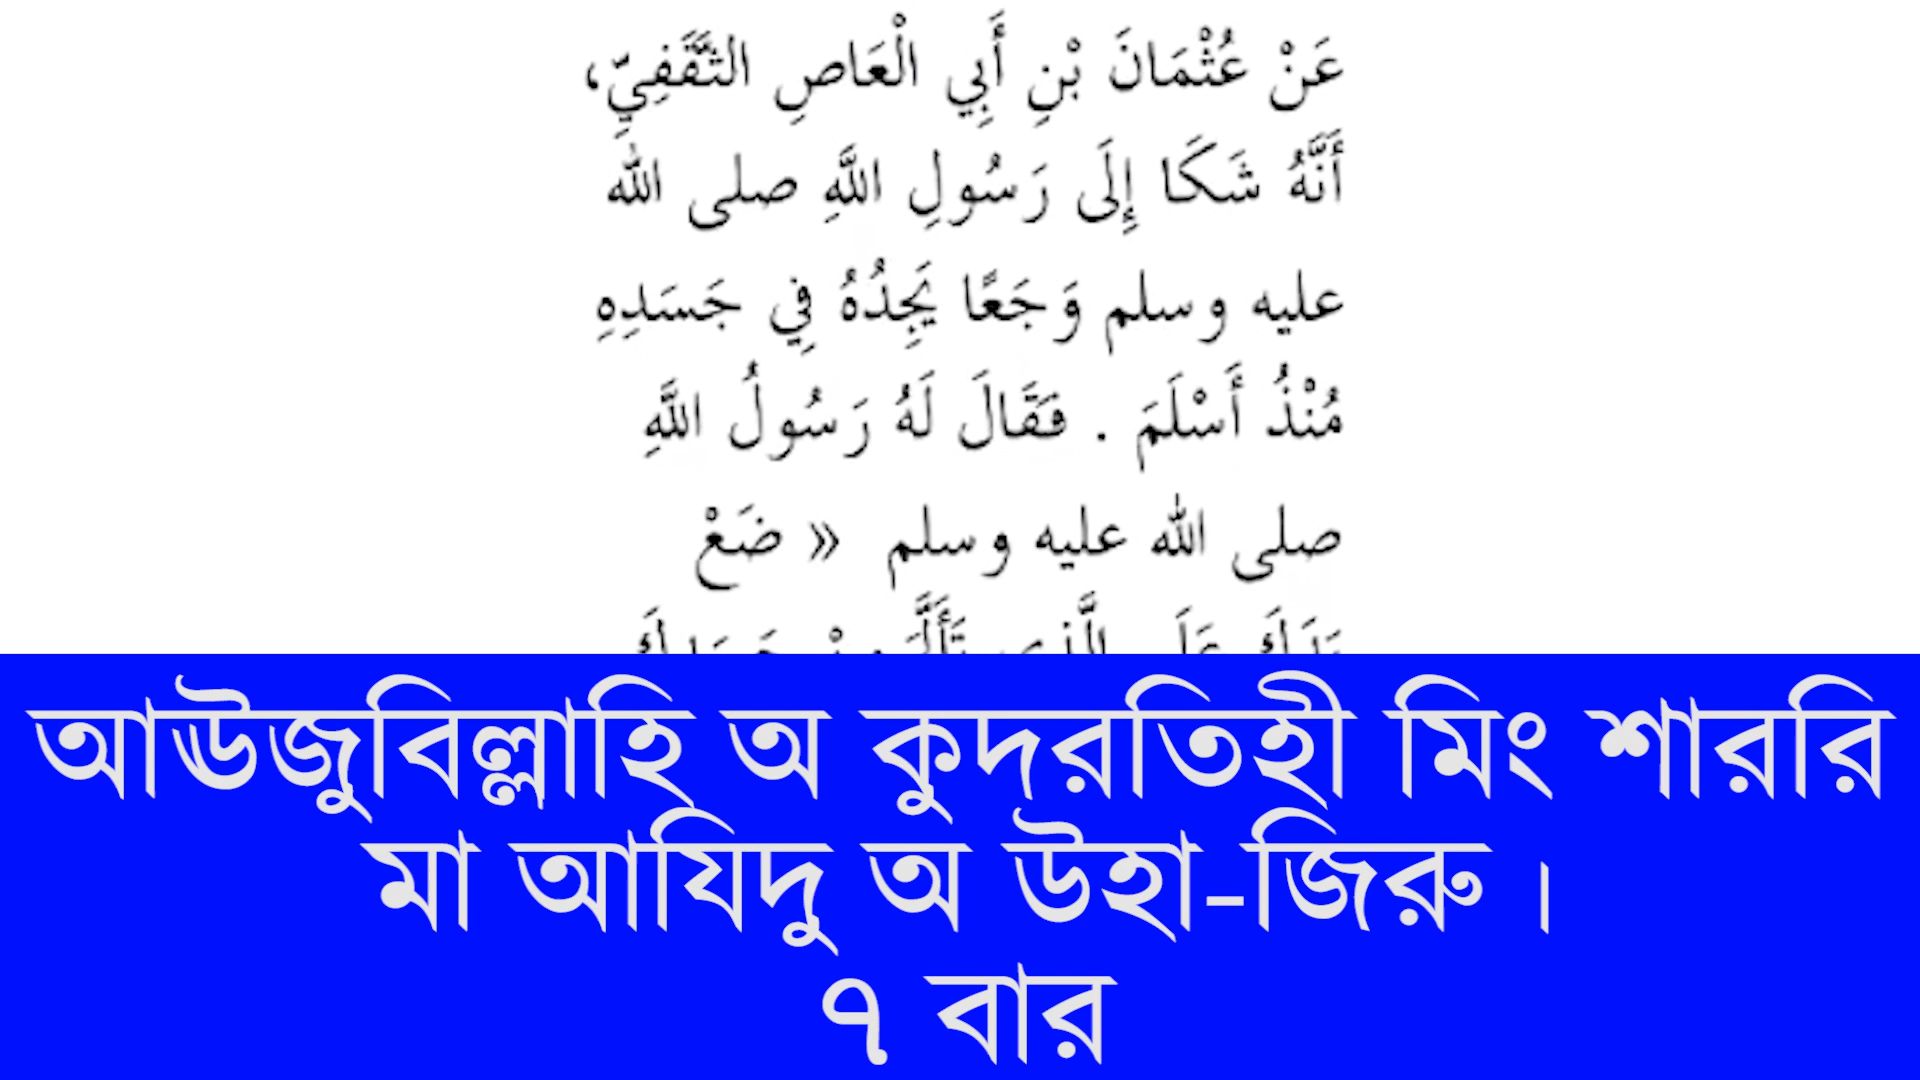 عَنْ عُثْمَانَ بْنِ أَبِي الْعَاصِ الثَّقَفِيِّ،
أَنَّهُ شَكَا إِلَى رَسُولِ اللَّهِ صلى الله
عليه وسلم وَجَعًا يَجِدُهُ فِي جَسَدِهِ
مُنْذُ أَسْلَمَ . فَقَالَ لَهُ رَسُولُ اللَّهِ
صلى الله عليه وسلم « ضَعْ
আঊজুবিল্লাহি অ কুদরতিহী মিং শাররি
মা আযিদু অ উহা-জিরু ।
৭ বার